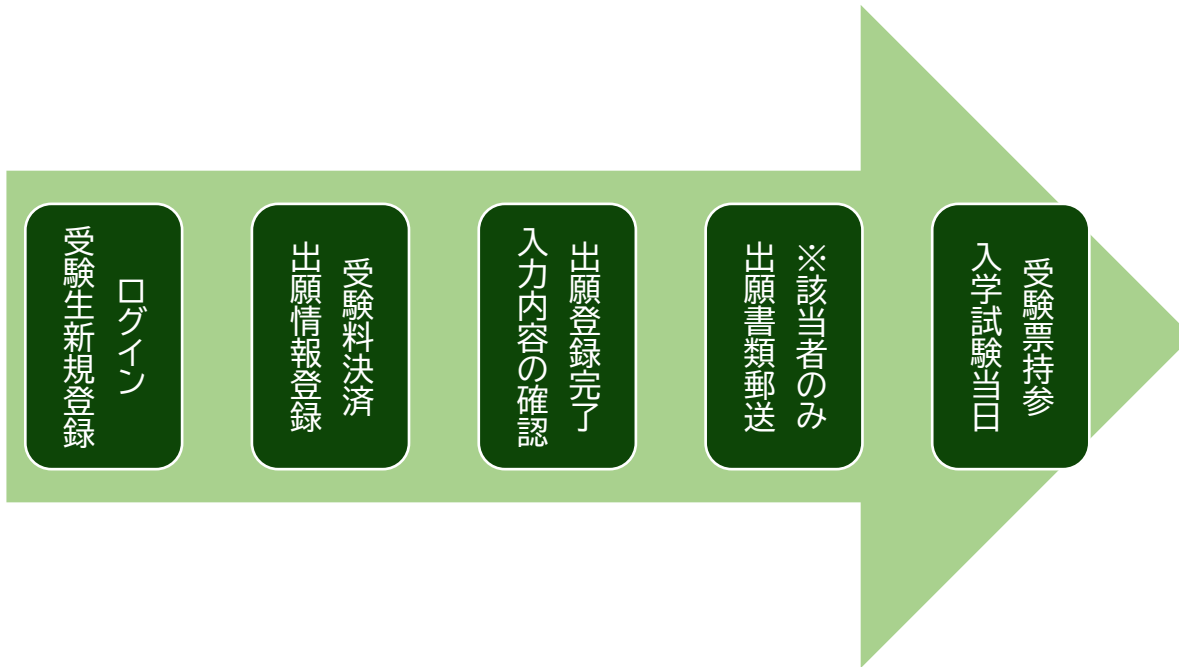 ログイン
受験生新規登録
受験料決済
出願情報登録
出願登録完了
入力内容の確認
※該当者のみ
出願書類郵送
受験票持参
入学試験当日